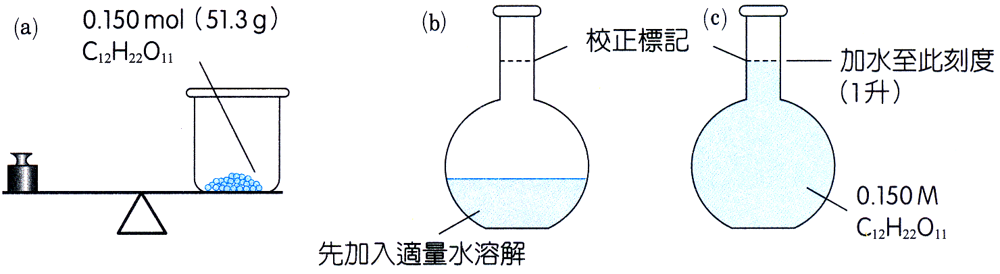 (a)
0.150 mol (51.3 g)
C₁₂H₂₂O₁₁
(b)
校正標記
先加入適量水溶解
(c)
加水至此刻度
(1升)
0.150 M
C₁₂H₂₂O₁₁